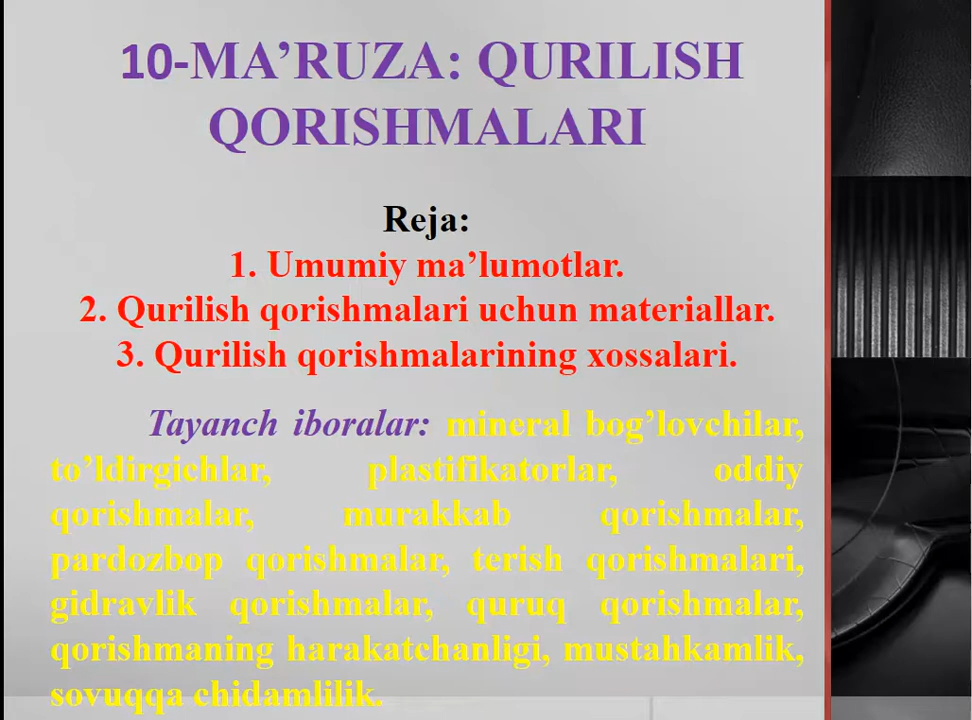 10-MA’RUZA: QURILISH
QORISHMALARI
Reja:
1. Umumiy ma’lumotlar.
2. Qurilish qorishmalari uchun materiallar.
3. Qurilish qorishmalarining xossalari.
Tayanch iboralar: mineral bog’lovchilar,
to’ldirgichlar, plastifikatorlar, oddiy
qorishmalar, murakkab qorishmalar,
pardozbop qorishmalar, terish qorishmalari,
gidravlik qorishmalar, quruq qorishmalar,
qorishmaning harakatchanligi, mustahkamlik,
sovuqqa chidamlilik.